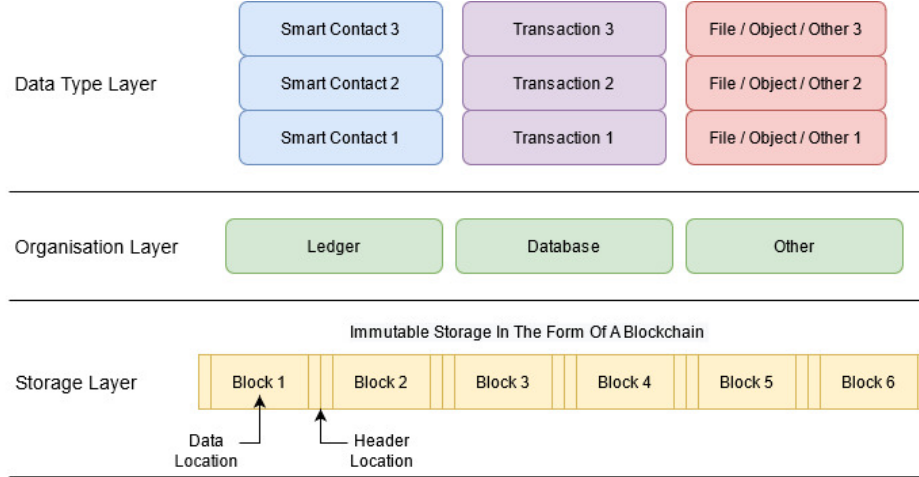 Smart Contact 3
Transaction 3
File / Object / Other 3
Data Type Layer
Smart Contact 2
Transaction 2
File / Object / Other 2
Smart Contact 1
Transaction 1
File / Object / Other 1
Organisation Layer
Ledger
Database
Other
Immutable Storage In The Form Of A Blockchain
Storage Layer
Block 1
Block 2
Block 3
Block 4
Block 5
Block 6
Data
Location
Header
Location